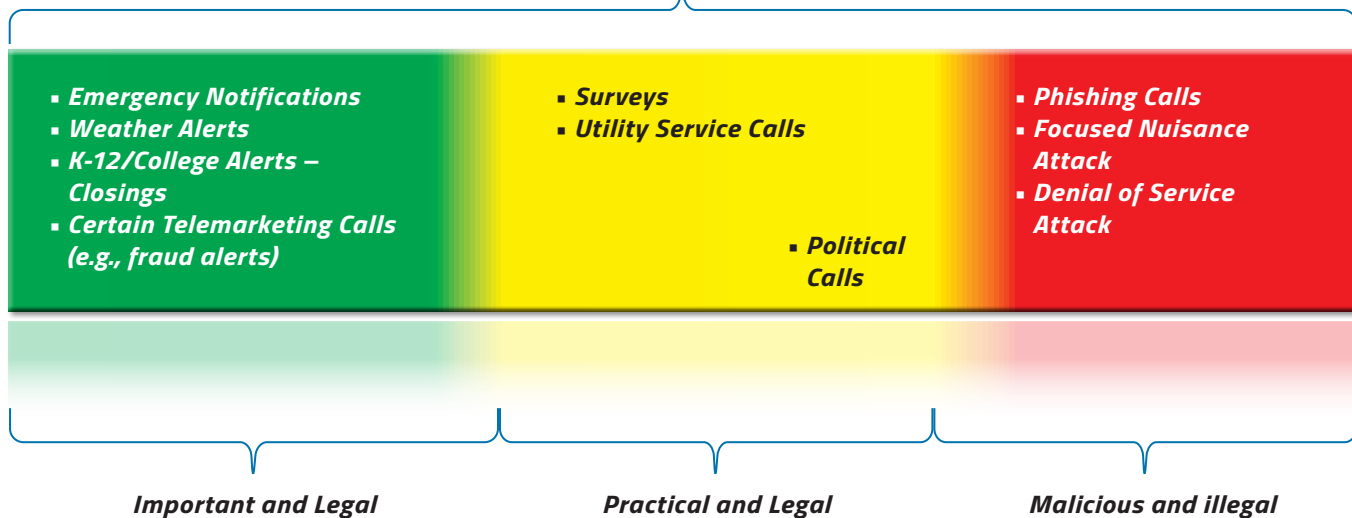 ▪ Emergency Notifications
▪ Weather Alerts
▪ K-12/College Alerts –
Closings
▪ Certain Telemarketing Calls
(e.g., fraud alerts)
▪ Surveys
▪ Utility Service Calls
▪ Political
Calls
▪ Phishing Calls
▪ Focused Nuisance
Attack
▪ Denial of Service
Attack
Important and Legal
Practical and Legal
Malicious and illegal